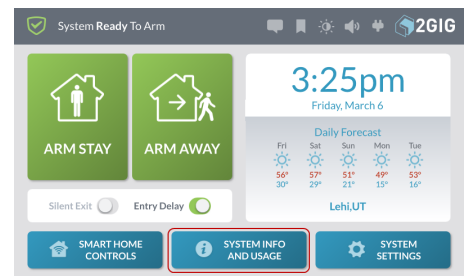 System Ready To Arm
2GIG
ARM STAY
ARM AWAY
Silent Exit
Entry Delay
3:25pm
Friday, March 6
Daily Forecast
Fri Sat Sun Mon Tue
56° 57° 51° 49° 53°
30° 29° 21° 15° 16°
Lehi,UT
SMART HOME
CONTROLS
SYSTEM INFO
AND USAGE
SYSTEM
SETTINGS